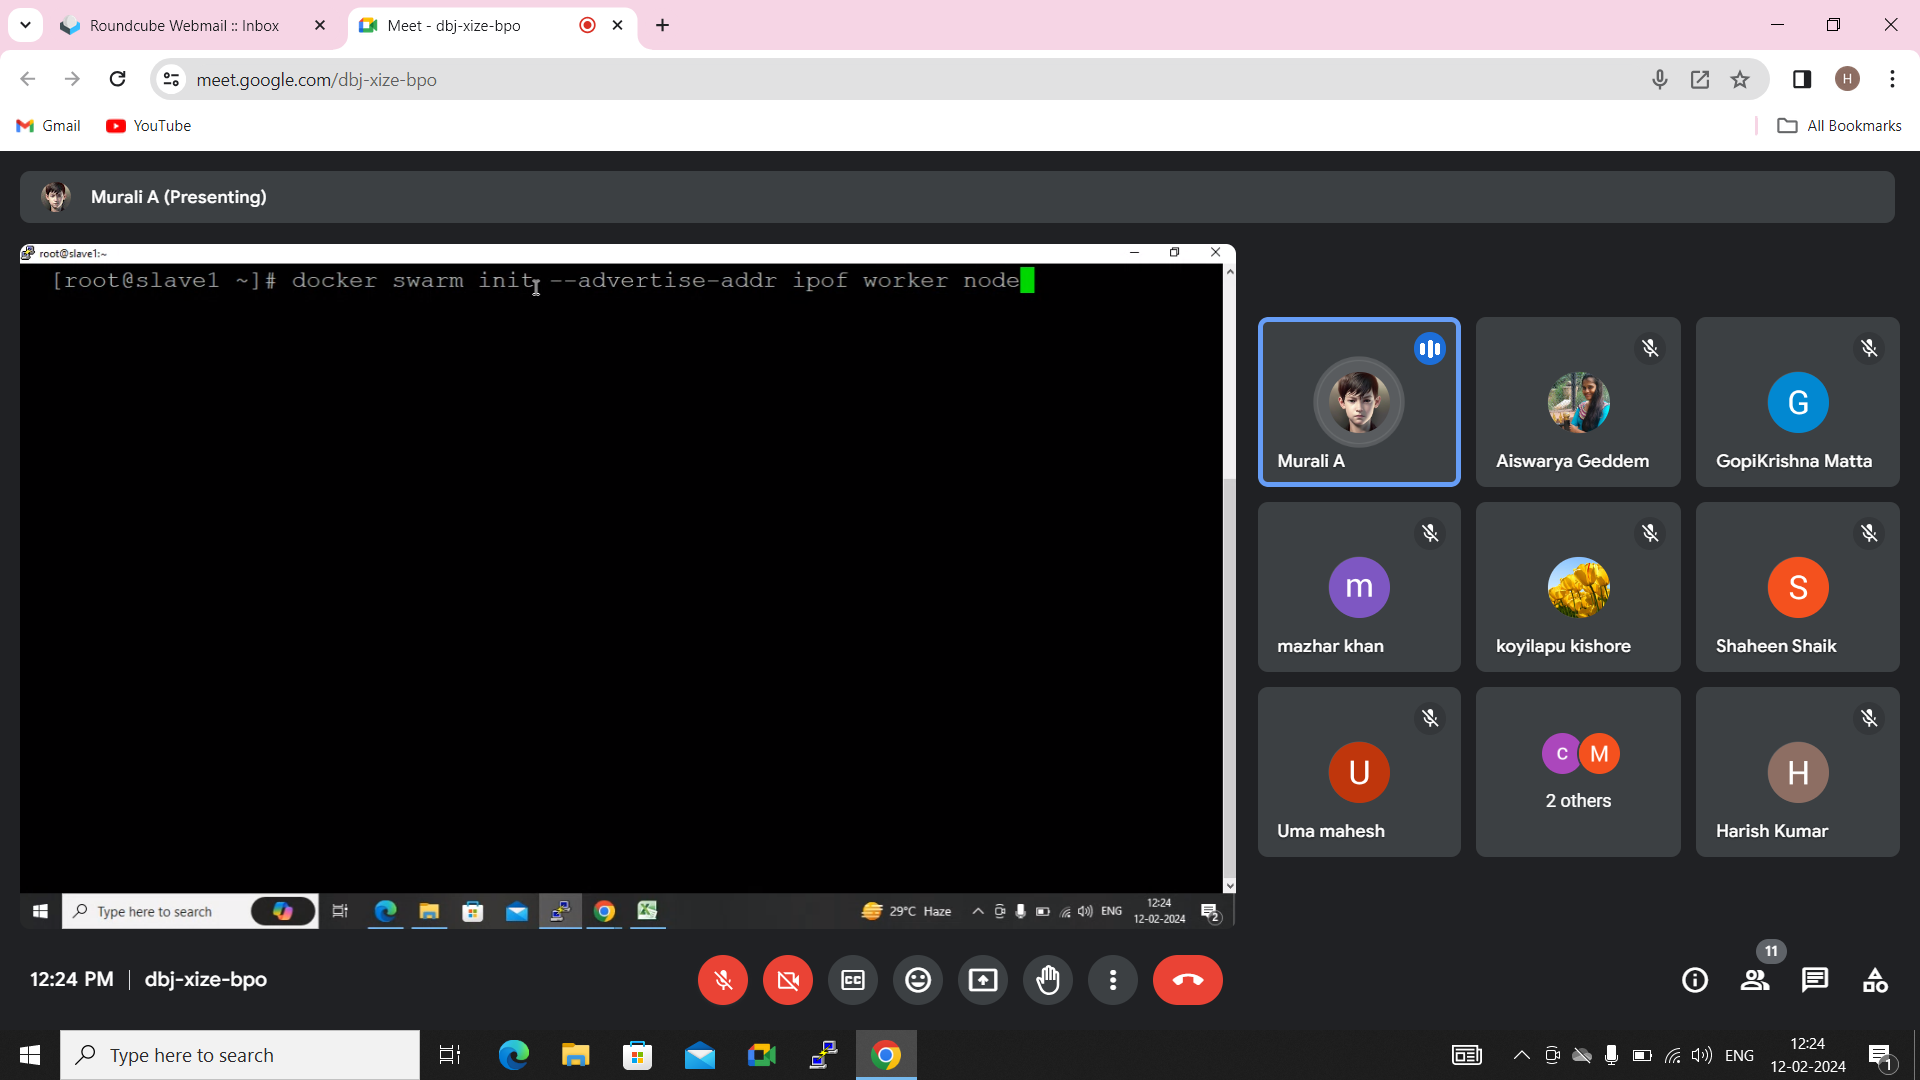 Roundcube Webmail :: Inbox
Meet - dbj-xize-bpo
meet.google.com/dbj-xize-bpo
H
Gmail
YouTube
All Bookmarks
Murali A (Presenting)
root@slave1:~
[root@slave1 ~]# docker swarm init --advertise-addr ipof worker node
Murali A
Aiswarya Geddem
G
GopiKrishna Matta
m
mazhar khan
koyilapu kishore
S
Shaheen Shaik
U
Uma mahesh
C M
2 others
H
Harish Kumar
Type here to search
29°C Haze
ENG
12:24
12-02-2024
2
12:24 PM | dbj-xize-bpo
CC
11
Type here to search
ENG
12:24
12-02-2024
1